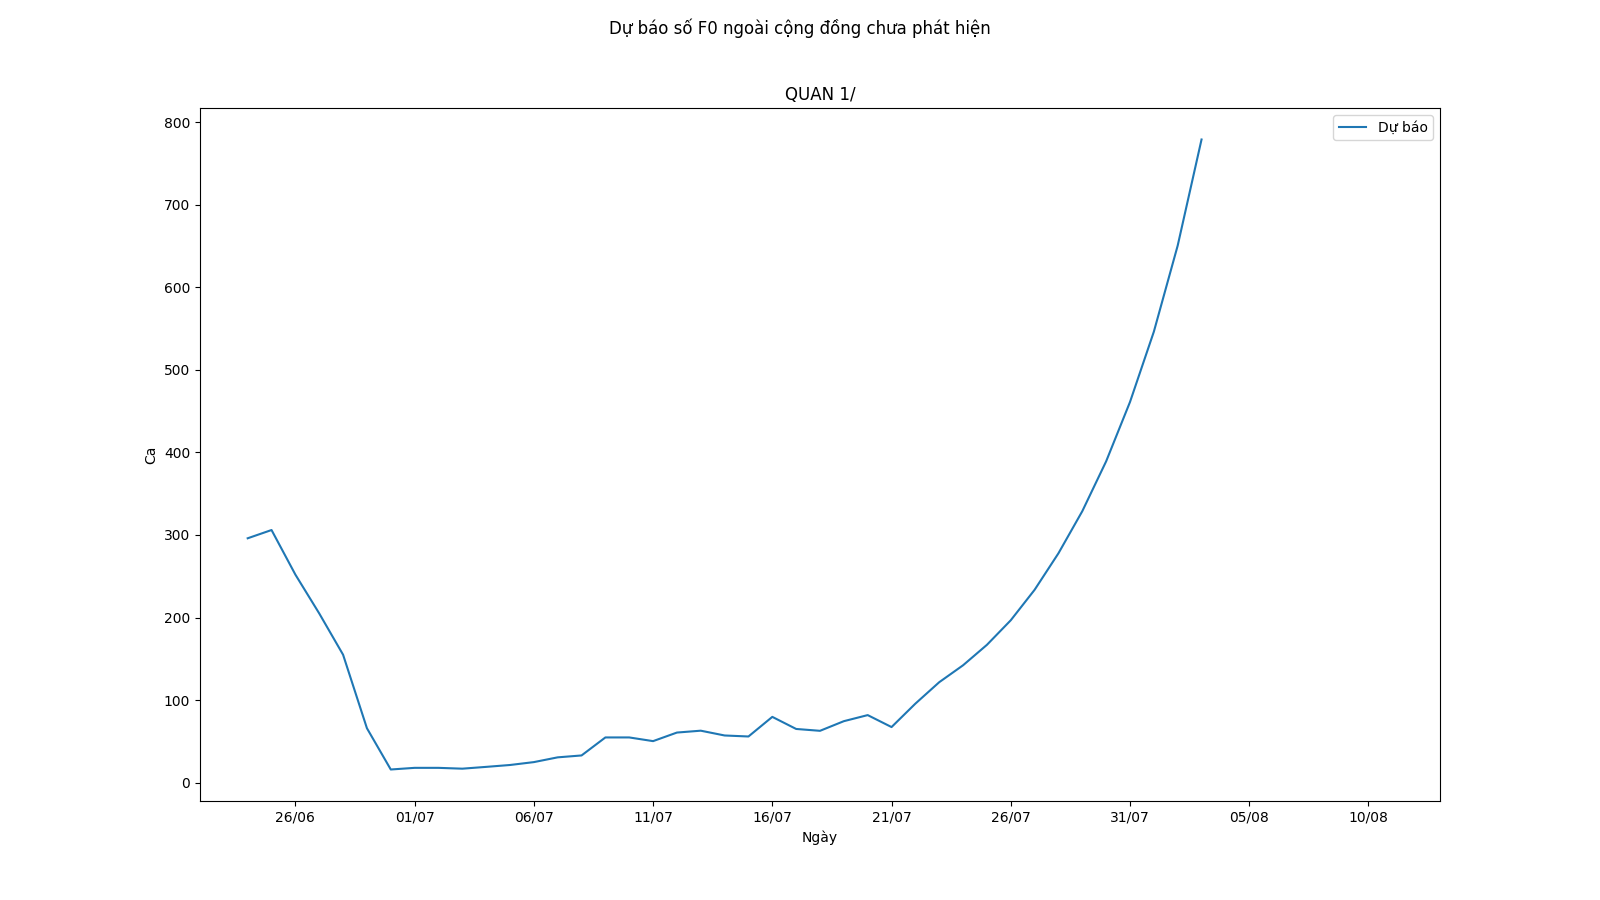 Dự báo số F0 ngoài cộng đồng chưa phát hiện
QUAN 1/
Dự báo
800
700
600
500
400
300
200
100
0
Ca
26/06 01/07 06/07 11/07 16/07 21/07 26/07 31/07 05/08 10/08
Ngày